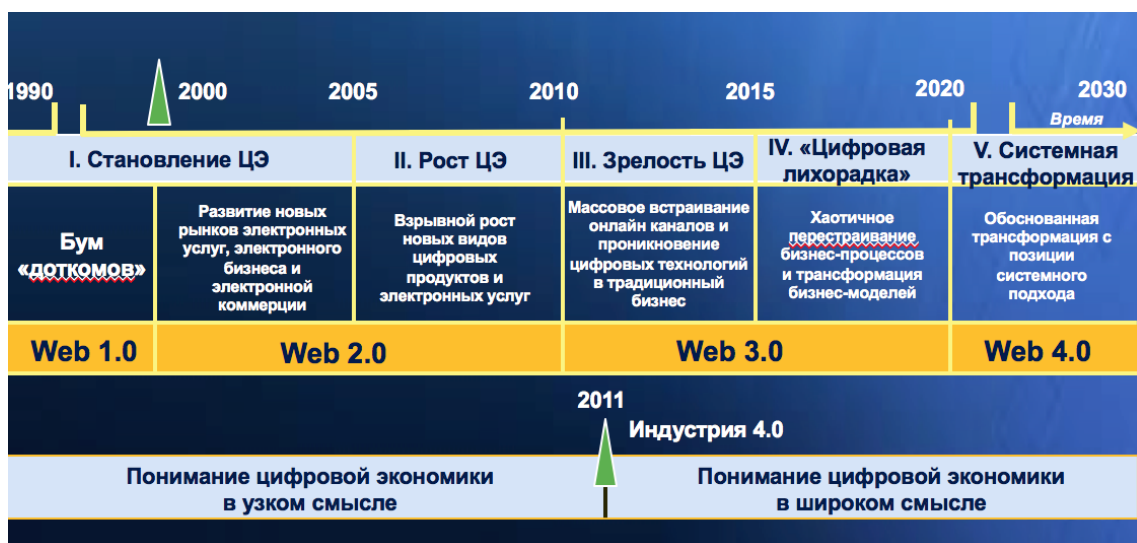 1990 2000 2005 2010 2015 2020 2030
Время
I. Становление ЦЭ
II. Рост ЦЭ
III. Зрелость ЦЭ
IV. «Цифровая
лихорадка»
V. Системная
трансформация
Бум
«доткомов»
Развитие новых
рынков электронных
услуг, электронного
бизнеса и
электронной
коммерции
Взрывной рост
новых видов
цифровых
продуктов и
электронных услуг
Массовое встраивание
онлайн каналов и
проникновение
цифровых технологий
в традиционный
бизнес
Хаотичное
перестраивание
бизнес-процессов
и трансформация
бизнес-моделей
Обоснованная
трансформация с
позиции
системного
подхода
Web 1.0
Web 2.0
Web 3.0
Web 4.0
2011
Индустрия 4.0
Понимание цифровой экономики
в узком смысле
Понимание цифровой экономики
в широком смысле